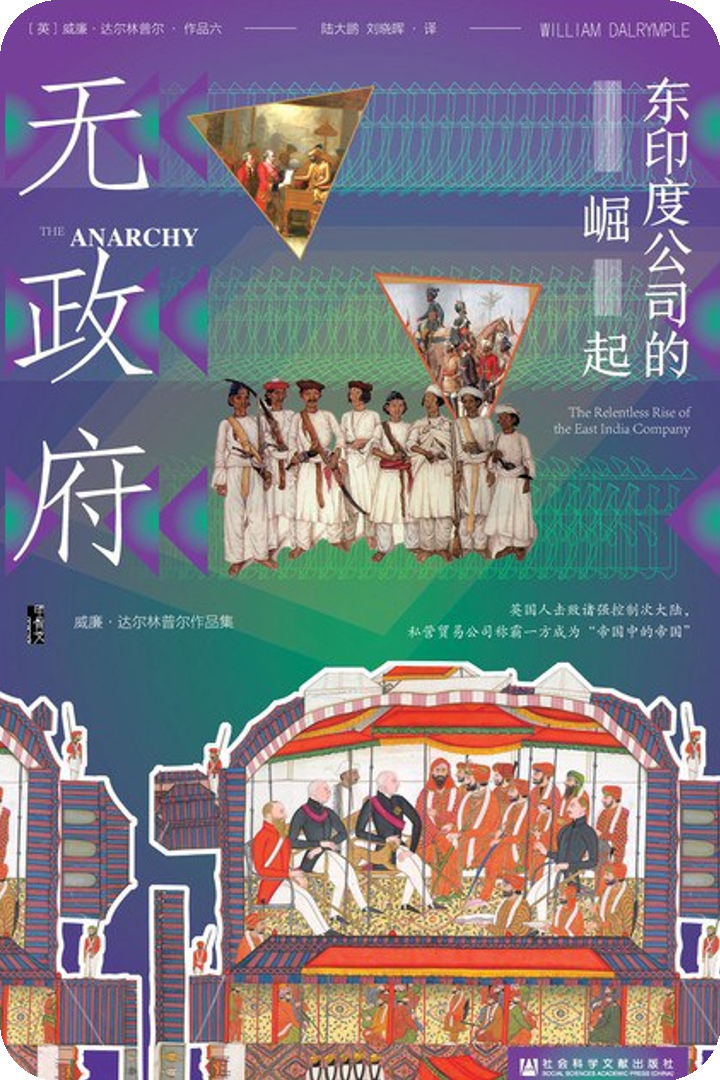 [英]威廉·达尔林普尔 · 作品六
陆大鹏 刘晓晖 · 译
WILLIAM DALRYMPLE
无政府
THE ANARCHY
东印度公司的
崛起
The Relentless Rise of
the East India Company
威廉·达尔林普尔作品集
英国人击败诸强控制次大陆，
私营贸易公司称霸一方成为“帝国中的帝国”
社会科学文献出版社
SOCIAL SCIENCES ACADEMIC PRESS (CHINA)